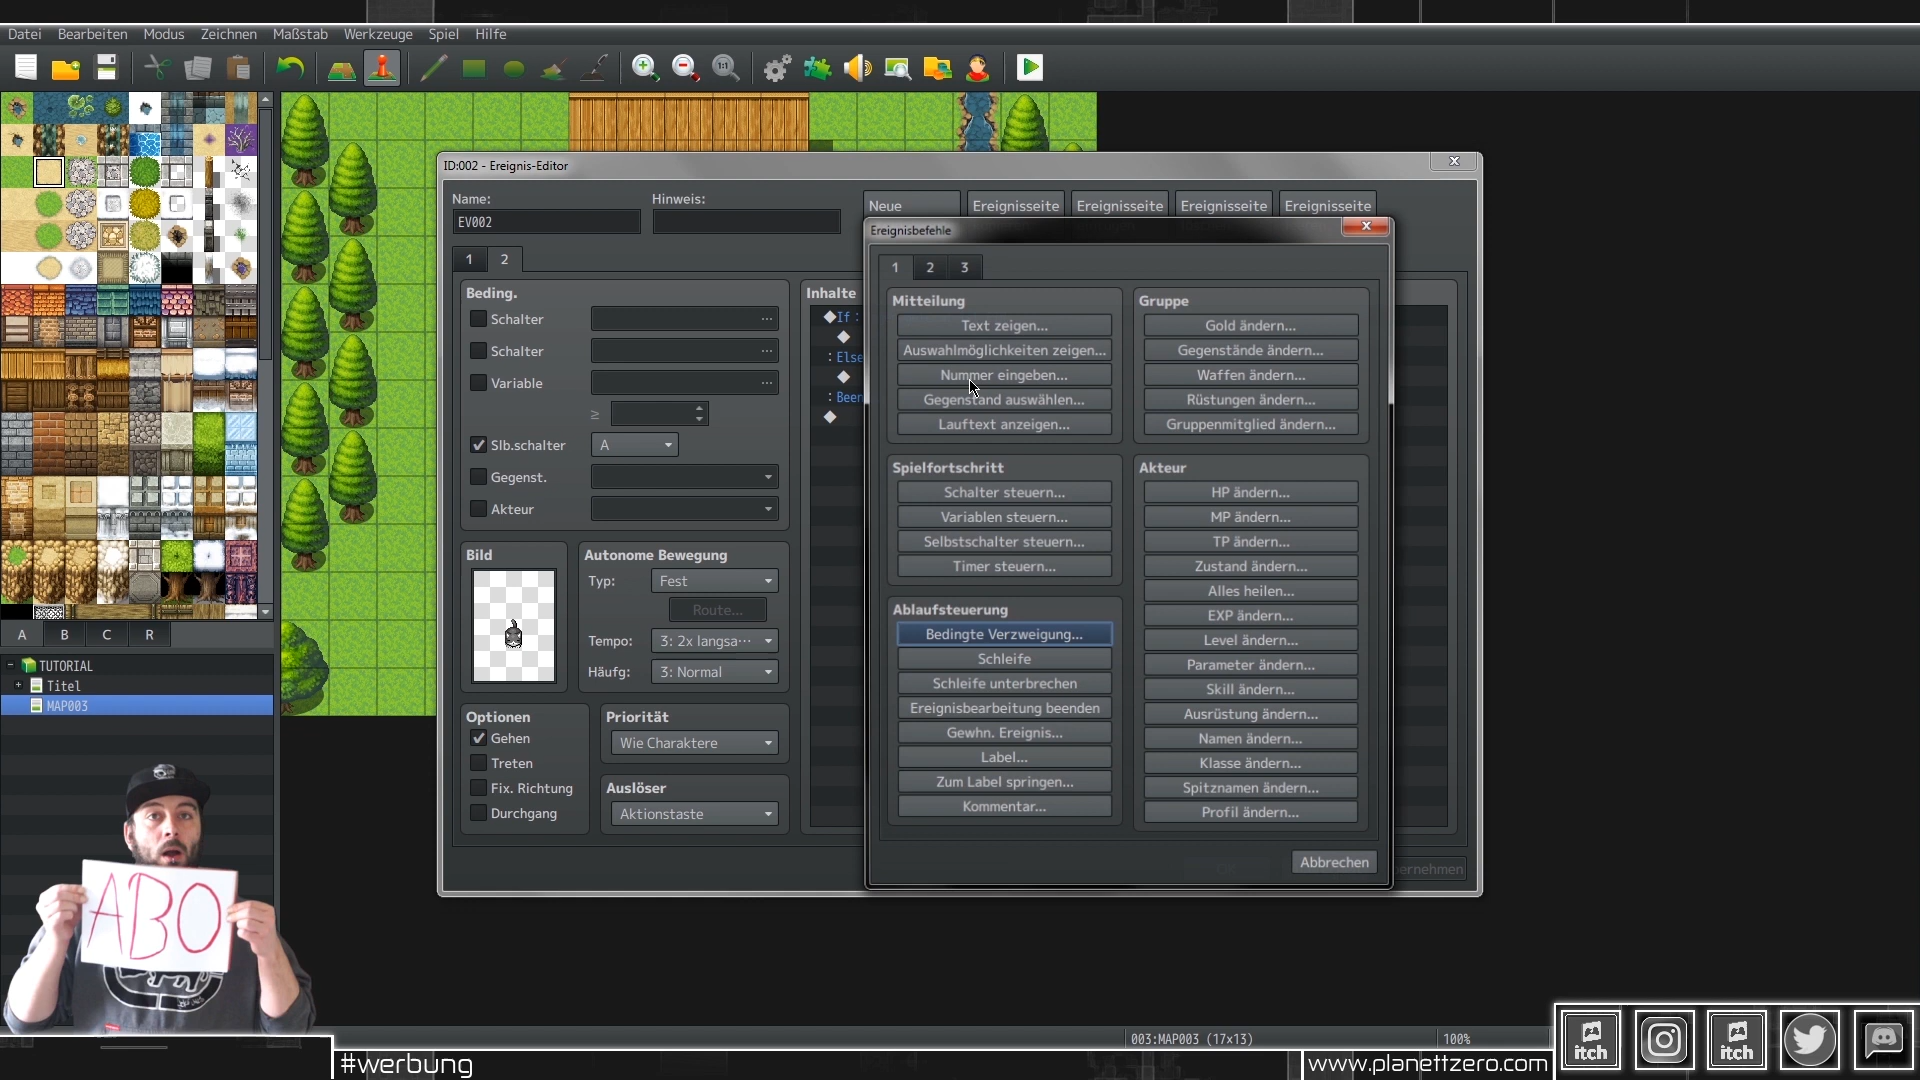 Datei Bearbeiten Modus Zeichnen Maßstab Werkzeuge Spiel Hilfe
1:1
ID:002 - Ereignis-Editor
Name:
Hinweis:
EV002
Neue
Ereignisseite
Ereignisseite
Ereignisseite
Ereignisseite
1 2
Beding.
Schalter ...
Schalter ...
Variable ...
≥
Slb.schalter A
Gegenst.
Akteur
Bild
Autonome Bewegung
Typ: Fest
Route...
Tempo: 3: 2x langsa···
Häufg: 3: Normal
Optionen
Gehen
Treten
Fix. Richtung
Durchgang
Priorität
Wie Charaktere
Auslöser
Aktionstaste
Inhalte
◆If :
◆
: Else
◆
: Been
◆
Ereignisbefehle
1 2 3
Mitteilung
Text zeigen...
Auswahlmöglichkeiten zeigen...
Nummer eingeben...
Gegenstand auswählen...
Lauftext anzeigen...
Spielfortschritt
Schalter steuern...
Variablen steuern...
Selbstschalter steuern...
Timer steuern...
Ablaufsteuerung
Bedingte Verzweigung...
Schleife
Schleife unterbrechen
Ereignisbearbeitung beenden
Gewhn. Ereignis...
Label...
Zum Label springen...
Kommentar...
Gruppe
Gold ändern...
Gegenstände ändern...
Waffen ändern...
Rüstungen ändern...
Gruppenmitglied ändern...
Akteur
HP ändern...
MP ändern...
TP ändern...
Zustand ändern...
Alles heilen...
EXP ändern...
Level ändern...
Parameter ändern...
Skill ändern...
Ausrüstung ändern...
Namen ändern...
Klasse ändern...
Spitznamen ändern...
Profil ändern...
Abbrechen
ernehmen
A B C R
TUTORIAL
Titel
MAP003
ABO
003:MAP003 (17x13)
100%
#werbung
www.planettzero.com
itch
itch